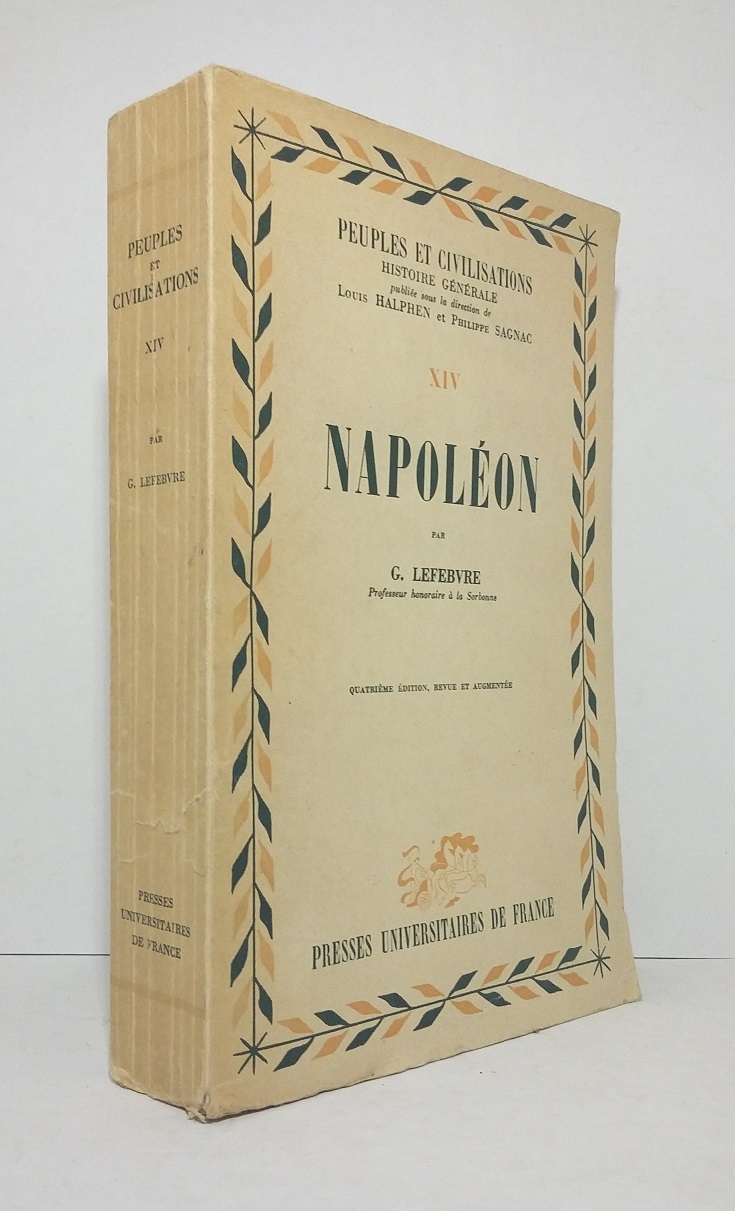 PEUPLES
ET
CIVILISATIONS
XIV
PAR
G. LEFEBVRE
PRESSES
UNIVERSITAIRES
DE FRANCE
PEUPLES ET CIVILISATIONS
HISTOIRE GÉNÉRALE
publiée sous la direction de
LOUIS HALPHEN et PHILIPPE SAGNAC
XIV
NAPOLÉON
PAR
G. LEFEBVRE
Professeur honoraire à la Sorbonne
QUATRIÈME ÉDITION, REVUE ET AUGMENTÉE
PRESSES UNIVERSITAIRES DE FRANCE